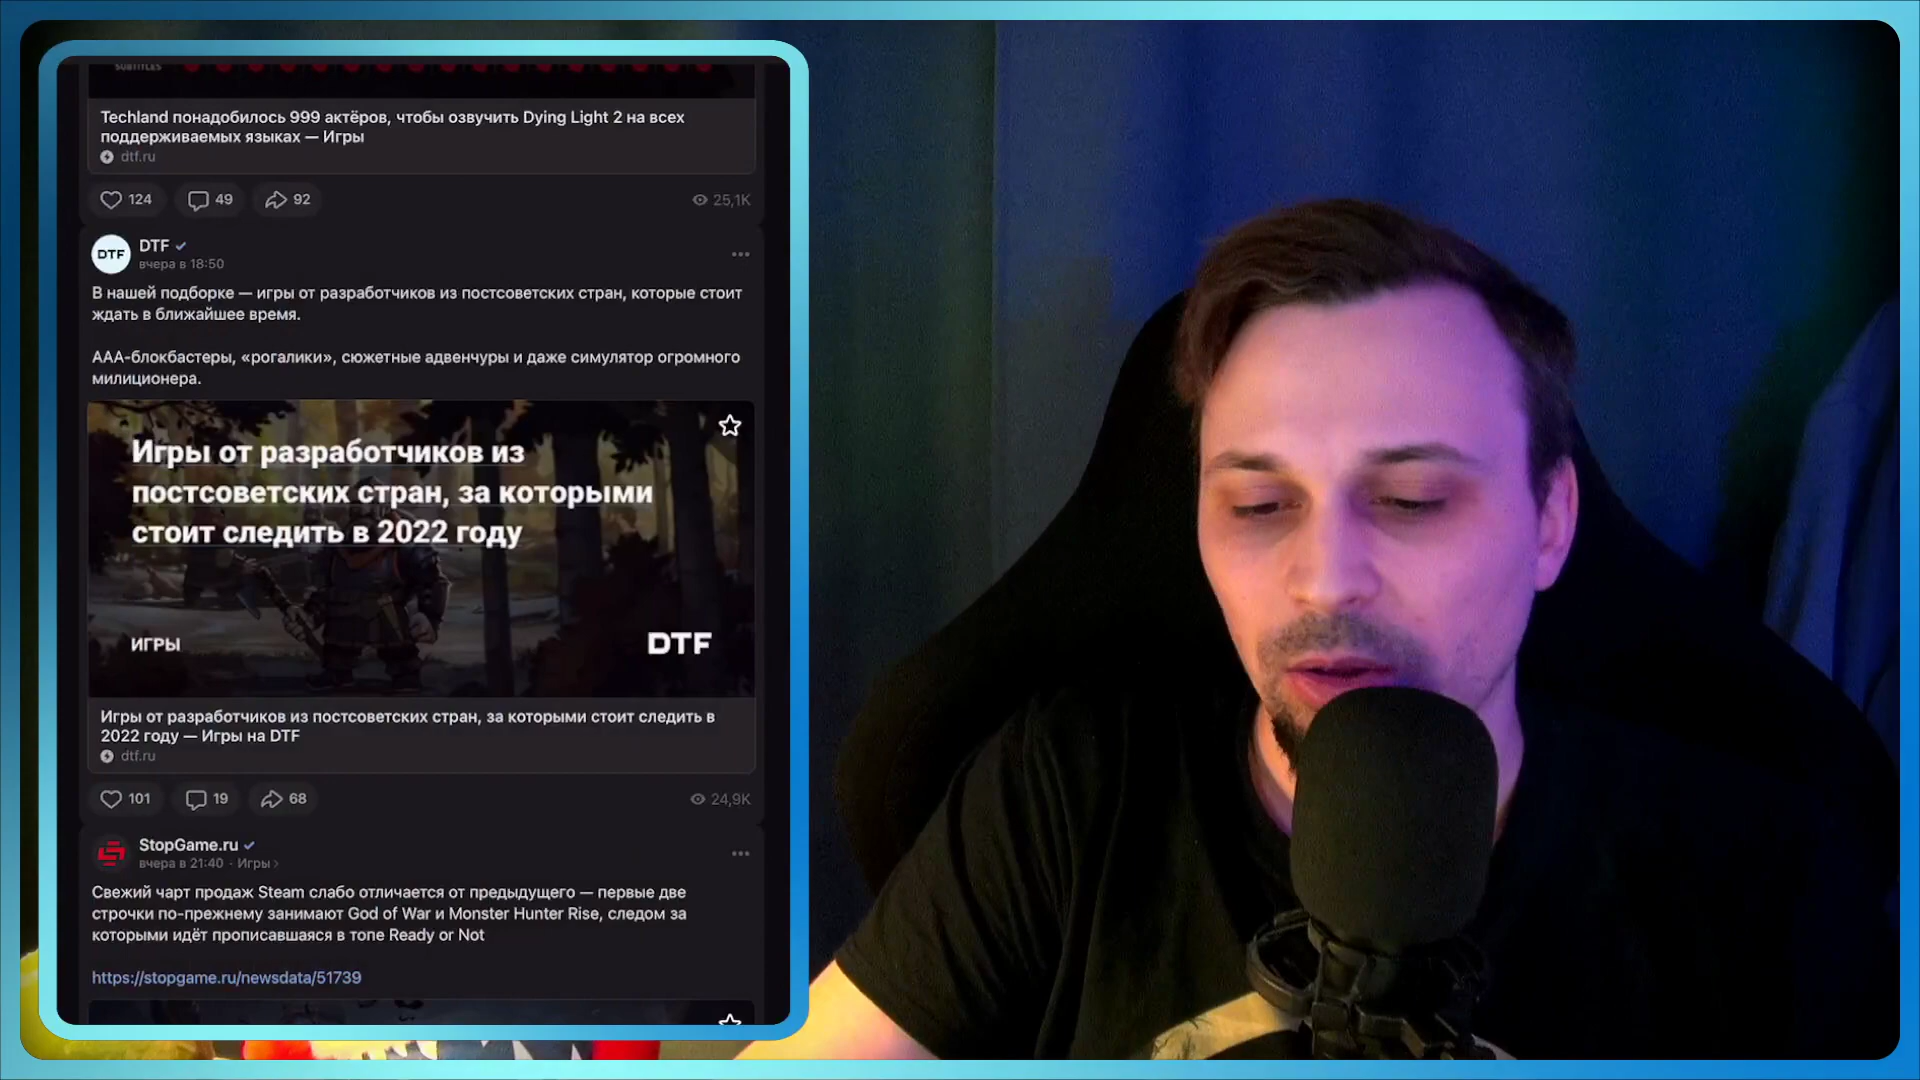 SUBTITLES
Techland понадобилось 999 актёров, чтобы озвучить Dying Light 2 на всех
поддерживаемых языках — Игры
dtf.ru
124 49 92 25,1K
DTF
DTF
вчера в 18:50
В нашей подборке — игры от разработчиков из постсоветских стран, которые стоит
ждать в ближайшее время.
ААА-блокбастеры, «рогалики», сюжетные адвенчуры и даже симулятор огромного
милиционера.
Игры от разработчиков из
постсоветских стран, за которыми
стоит следить в 2022 году
ИГРЫ
DTF
Игры от разработчиков из постсоветских стран, за которыми стоит следить в
2022 году — Игры на DTF
dtf.ru
101 19 68 24,9K
StopGame.ru
вчера в 21:40 · Игры
Свежий чарт продаж Steam слабо отличается от предыдущего — первые две
строчки по-прежнему занимают God of War и Monster Hunter Rise, следом за
которыми идёт прописавшаяся в топе Ready or Not
https://stopgame.ru/newsdata/51739